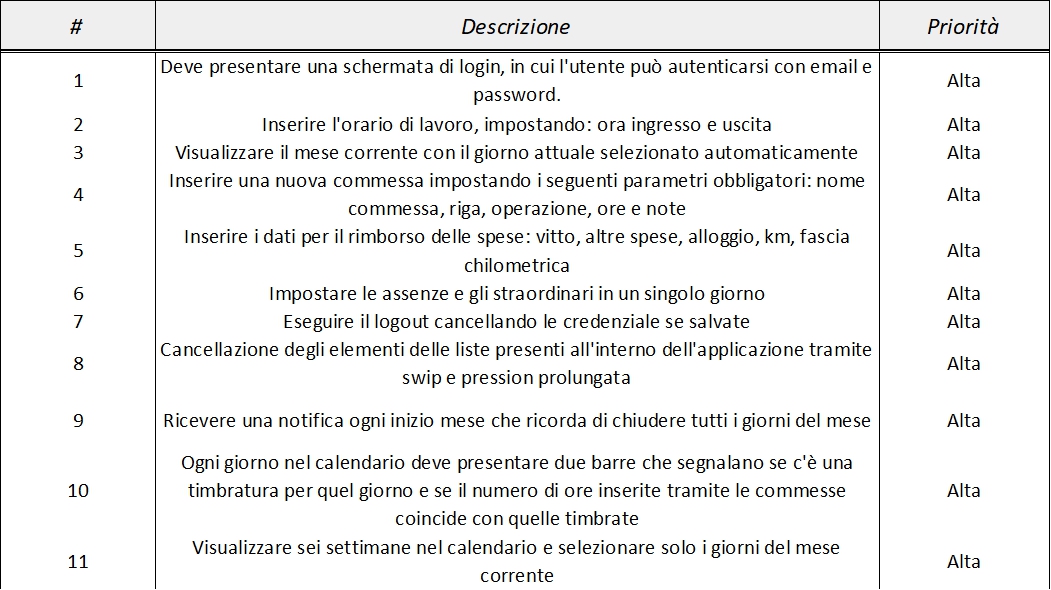 # Descrizione Priorità
Deve presentare una schermata di login, in cui l'utente può autenticarsi con email e
1 password. Alta
2 Inserire l'orario di lavoro, impostando: ora ingresso e uscita Alta
3 Visualizzare il mese corrente con il giorno attuale selezionato automaticamente Alta
Inserire una nuova commessa impostando i seguenti parametri obbligatori: nome
4 commessa, riga, operazione, ore e note Alta
Inserire i dati per il rimborso delle spese: vitto, altre spese, alloggio, km, fascia
5 chilometrica Alta
6 Impostare le assenze e gli straordinari in un singolo giorno Alta
7 Eseguire il logout cancellando le credenziale se salvate Alta
Cancellazione degli elementi delle liste presenti all'interno dell'applicazione tramite
8 swip e pression prolungata Alta
9 Ricevere una notifica ogni inizio mese che ricorda di chiudere tutti i giorni del mese Alta
Ogni giorno nel calendario deve presentare due barre che segnalano se c'è una
10 timbratura per quel giorno e se il numero di ore inserite tramite le commesse Alta
coincide con quelle timbrate
Visualizzare sei settimane nel calendario e selezionare solo i giorni del mese
11 corrente Alta